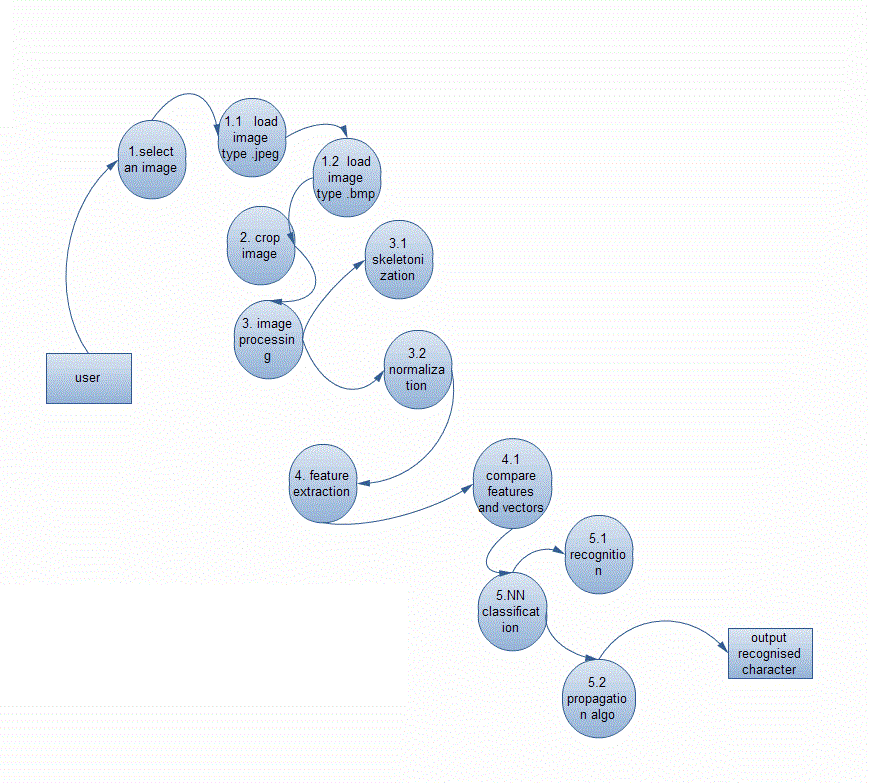 1.select
an image
1.1 load
image
type .jpeg
1.2 load
image
type .bmp
2. crop
image
3.1
skeletoni
zation
3. image
processin
g
3.2
normaliza
tion
user
4. feature
extraction
4.1
compare
features
and vectors
5.1
recognitio
n
5.NN
classificat
ion
5.2
propagatio
n algo
output
recognised
character